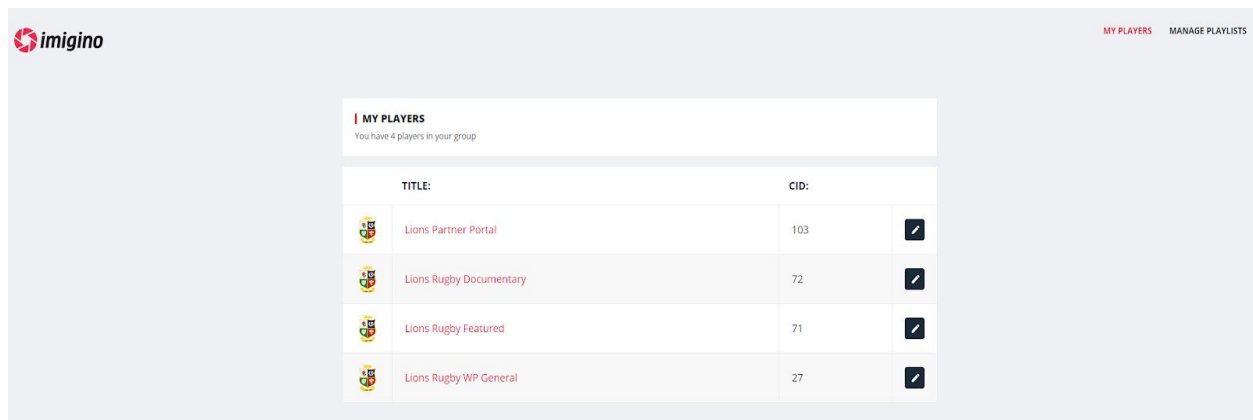 imigino
MY PLAYERS MANAGE PLAYLISTS
MY PLAYERS
You have 4 players in your group
TITLE: CID:
Lions Partner Portal 103
Lions Rugby Documentary 72
Lions Rugby Featured 71
Lions Rugby WP General 27